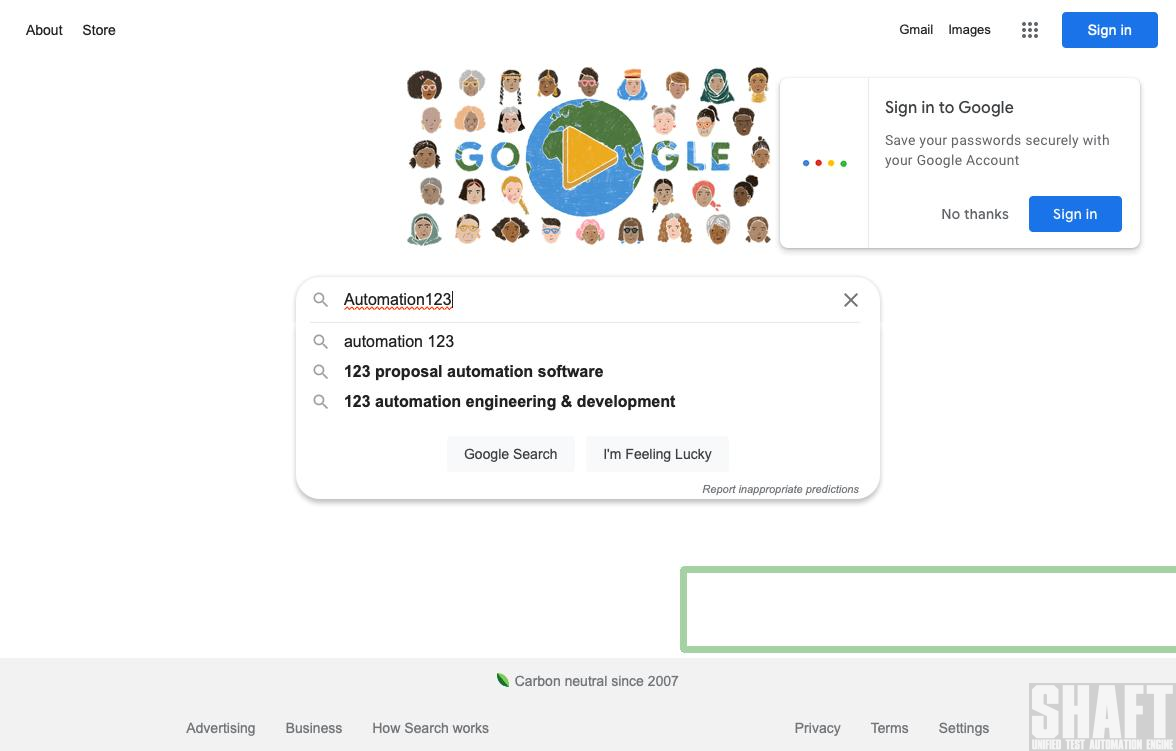 About Store
Gmail Images
Sign in
GO GLE
Sign in to Google
Save your passwords securely with
your Google Account
No thanks
Sign in
Automation123
automation 123
123 proposal automation software
123 automation engineering & development
Google Search
I'm Feeling Lucky
Report inappropriate predictions
Carbon neutral since 2007
Advertising Business How Search works
Privacy Terms Settings
SHAFT
UNIFIED TEST AUTOMATION ENGINE